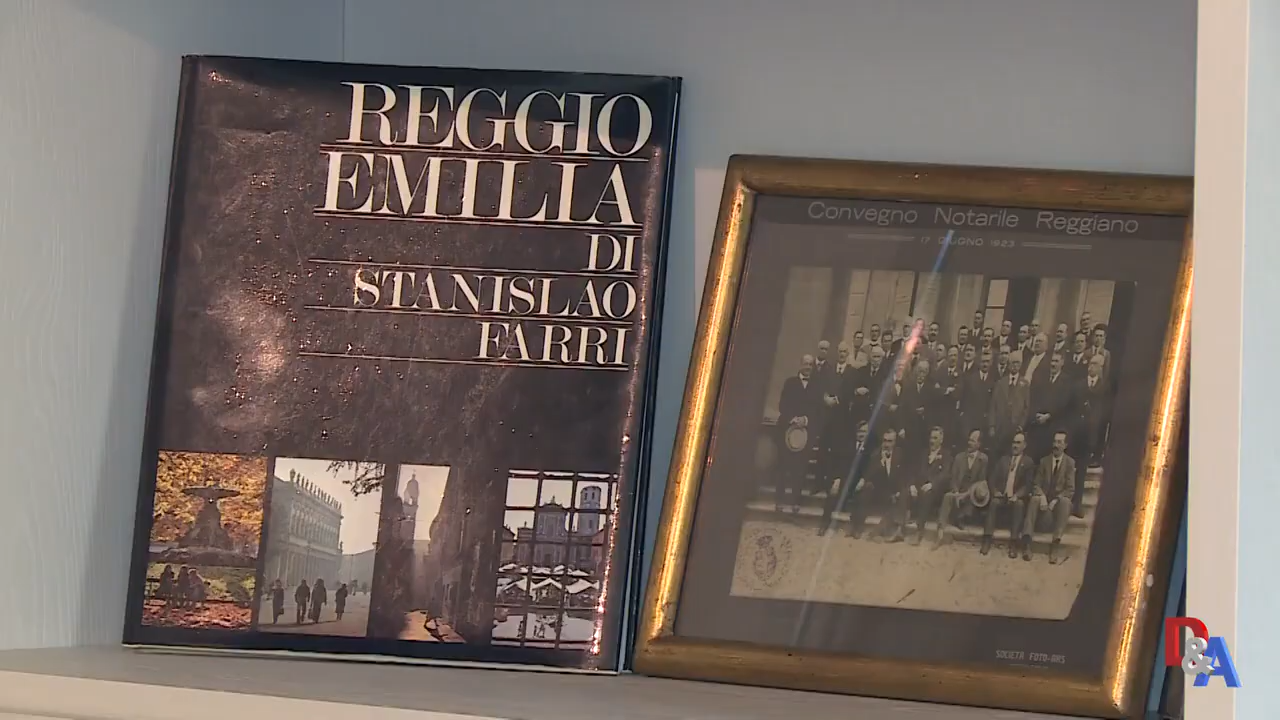 REGGIO
EMILIA
DI
STANISLAO
FARRI
Convegno Notarile Reggiano
17 GIUGNO 1923
SOCIETÀ FOTO-ARS
D&A